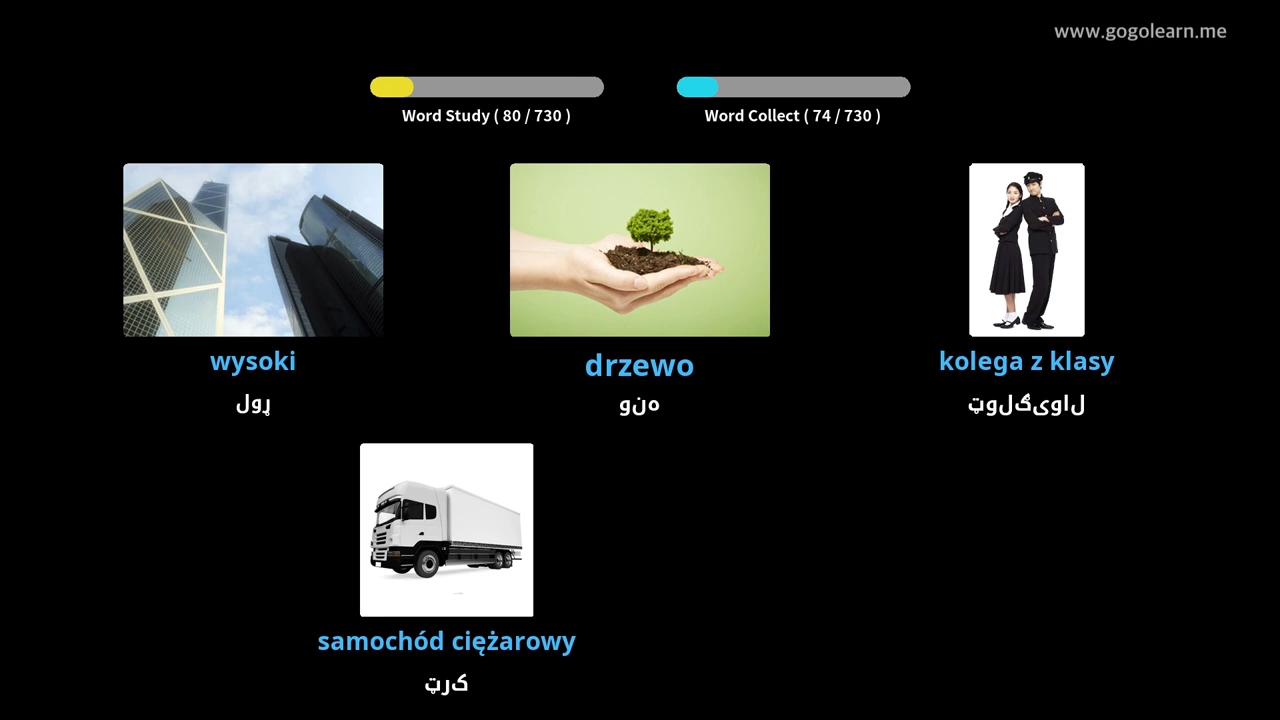 www.gogolearn.me
Word Study ( 80 / 730 )
Word Collect ( 74 / 730 )
wysoki
ړول
drzewo
هنو
kolega z klasy
لاویګلوټ
samochód ciężarowy
کرټ